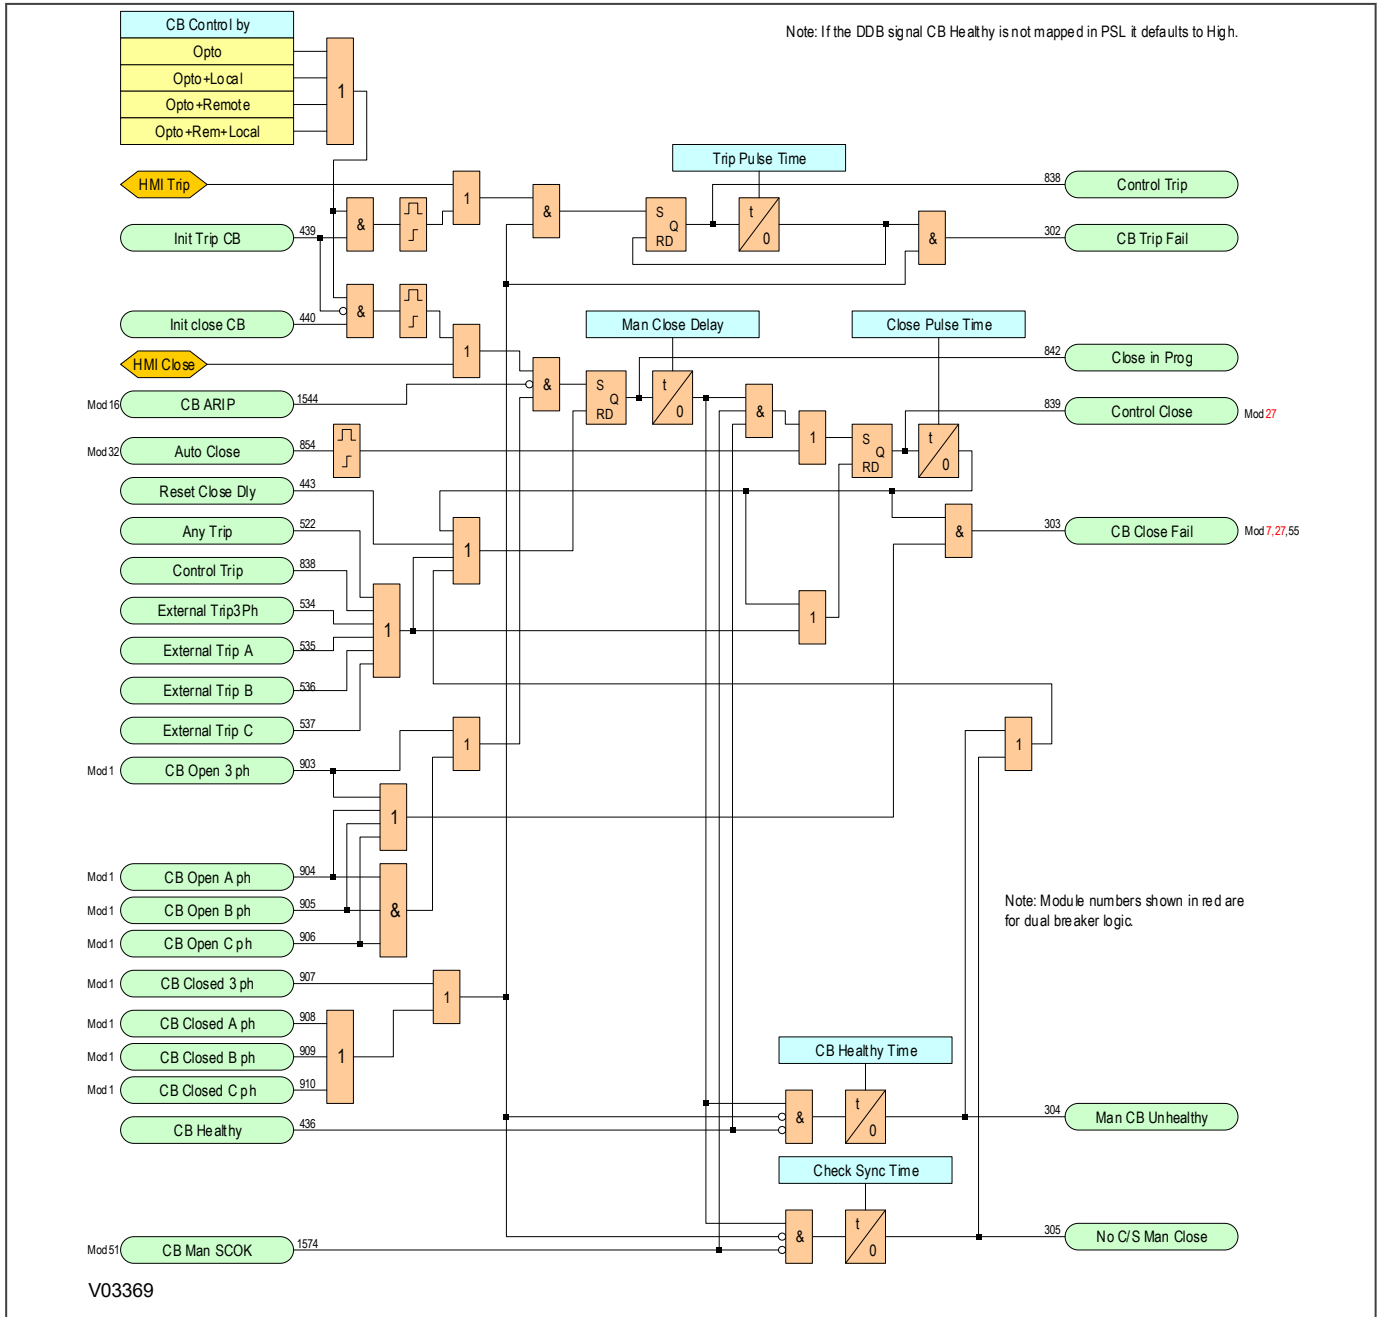 CB Control by
Note: If the DDB signal CB Healthy is not mapped in PSL it defaults to High.
Opto
Opto+Local
1
Opto+Remote
Opto+Rem+Local
Trip Pulse Time
HMI Trip
1
838
Control Trip
&
S
Q
RD
t
0
Init Trip CB
439
&
&
302
CB Trip Fail
Init close CB
440
&
Man Close Delay
Close Pulse Time
HMI Close
1
842
Close in Prog
Mod 16
CB ARIP
1544
&
S
Q
RD
t
0
&
839
Control Close
Mod 27
Mod 32
Auto Close
854
1
S
Q
RD
t
0
Reset Close Dly
443
Any Trip
522
1
&
303
CB Close Fail
Mod 7,27,55
Control Trip
838
External Trip3Ph
534
1
1
External Trip A
535
External Trip B
536
External Trip C
537
1
1
Mod 1
CB Open 3 ph
903
1
Mod 1
CB Open A ph
904
Note: Module numbers shown in red are
for dual breaker logic.
Mod 1
CB Open B ph
905
&
Mod 1
CB Open C ph
906
Mod 1
CB Closed 3 ph
907
1
Mod 1
CB Closed A ph
908
Mod 1
CB Closed B ph
909
1
CB Healthy Time
Mod 1
CB Closed C ph
910
&
t
0
304
Man CB Unhealthy
CB Healthy
436
Check Sync Time
&
t
0
305
No C/S Man Close
Mod 51
CB Man SCOK
1574
V03369